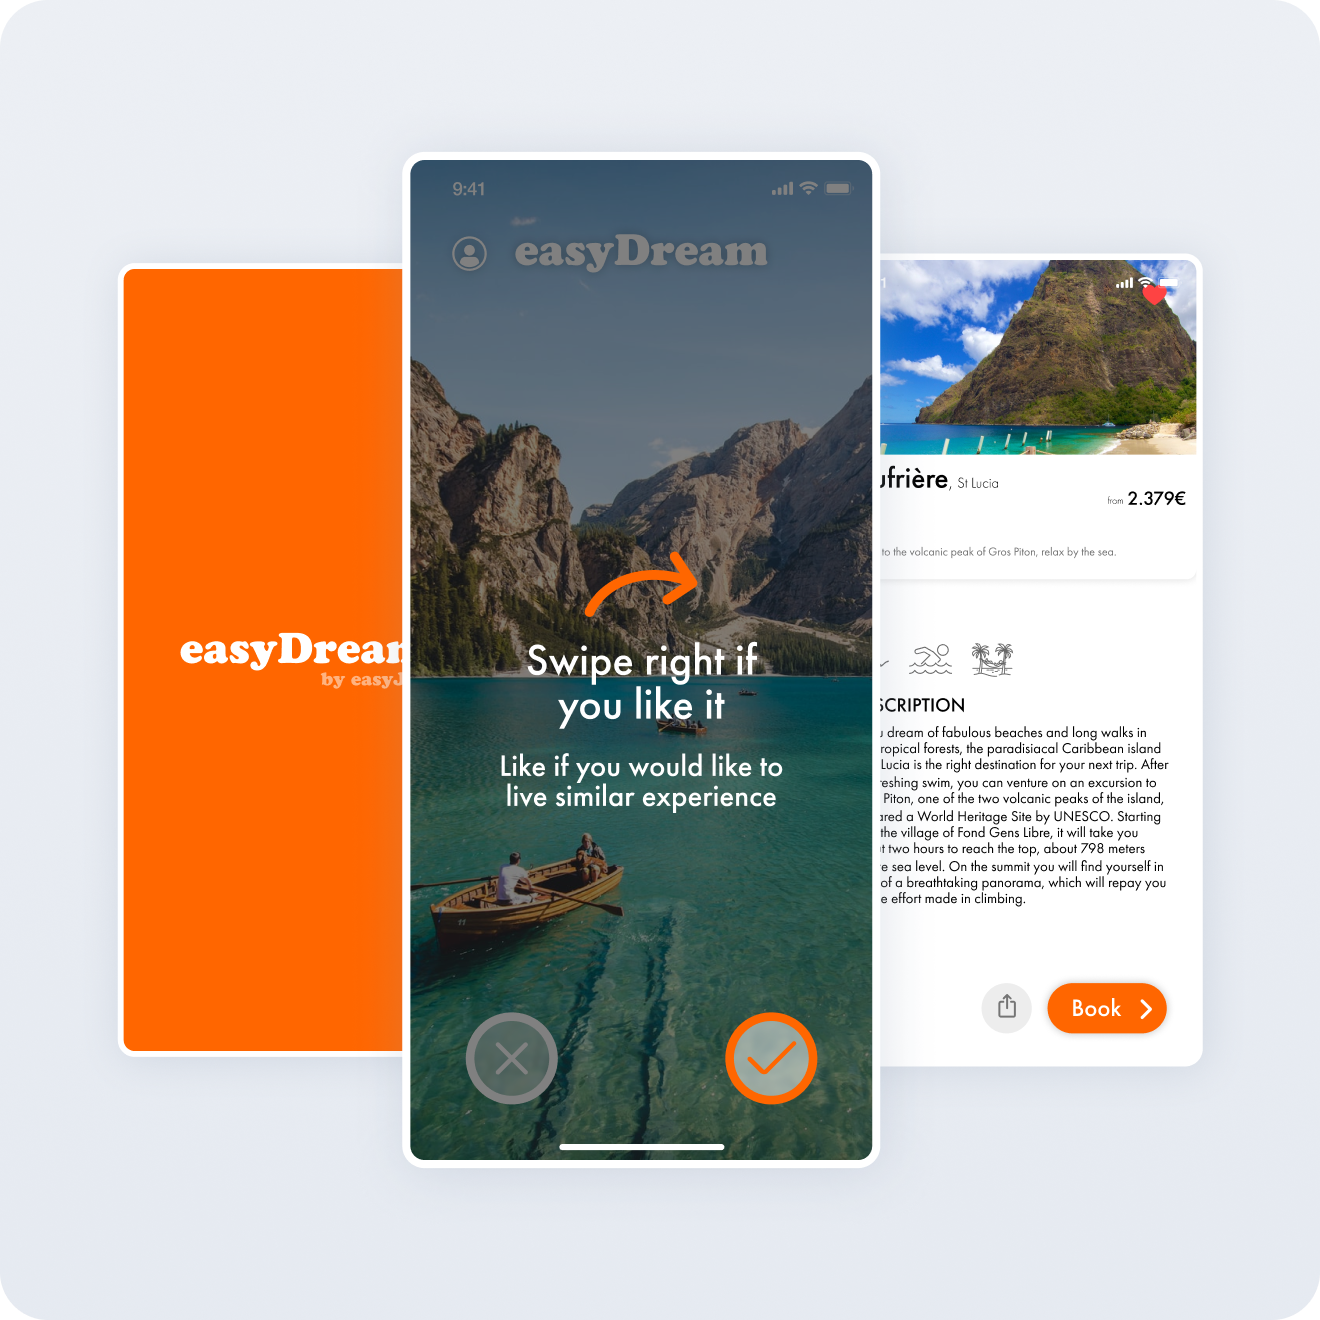 easyDream
by easyJ
9:41
easyDream
Swipe right if
you like it
Like if you would like to
live similar experience
ufrière, St Lucia
from 2.379€
to the volcanic peak of Gros Piton, relax by the sea.
SCRIPTION
u dream of fabulous beaches and long walks in
ropical forests, the paradisiacal Caribbean island
Lucia is the right destination for your next trip. After
reshing swim, you can venture on an excursion to
Piton, one of the two volcanic peaks of the island,
ared a World Heritage Site by UNESCO. Starting
the village of Fond Gens Libre, it will take you
t two hours to reach the top, about 798 meters
e sea level. On the summit you will find yourself in
of a breathtaking panorama, which will repay you
e effort made in climbing.
Book